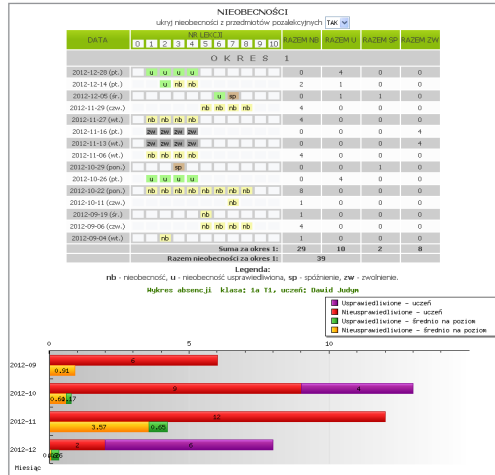 NIEOBECNOŚCI
ukryj nieobecności z przedmiotów pozalekcyjnych TAK
DATA NR LEKCJI RAZEM NB RAZEM U RAZEM SP RAZEM ZW
0 1 2 3 4 5 6 7 8 9 10
O K R E S 1
2012-12-28 (pt.) u u u u 0 4 0 0
2012-12-14 (pt.) u nb nb 2 1 0 0
2012-12-05 (śr.) u sp 0 1 1 0
2012-11-29 (czw.) nb nb nb nb 4 0 0 0
2012-11-27 (wt.) nb nb nb nb 4 0 0 0
2012-11-16 (pt.) zw zw zw zw 0 0 0 4
2012-11-13 (wt.) zw zw zw zw 0 0 0 4
2012-11-06 (wt.) nb nb nb nb 4 0 0 0
2012-10-29 (pon.) sp 0 0 1 0
2012-10-26 (pt.) u u u u 0 4 0 0
2012-10-22 (pon.) nb nb nb nb nb nb nb nb 8 0 0 0
2012-10-11 (czw.) nb 1 0 0 0
2012-09-19 (śr.) nb 1 0 0 0
2012-09-06 (czw.) nb nb nb nb 4 0 0 0
2012-09-04 (wt.) nb 1 0 0 0
Suma za okres 1: 29 10 2 8
Razem nieobecności za okres 1: 39
Legenda:
nb - nieobecność, u - nieobecność usprawiedliwiona, sp - spóźnienie, zw - zwolnienie.
Wykres absencji klasa: 1a T1, uczeń: Dawid Judym
Usprawiedliwione - uczeń
Nieusprawiedliwione - uczeń
Usprawiedliwione - średnio na poziom
Nieusprawiedliwione - średnio na poziom
0 5 10
2012-09 6
0.91
2012-10 9 4
2012-11 12
3.57 0.65
2012-12 2 6
Miesiąc